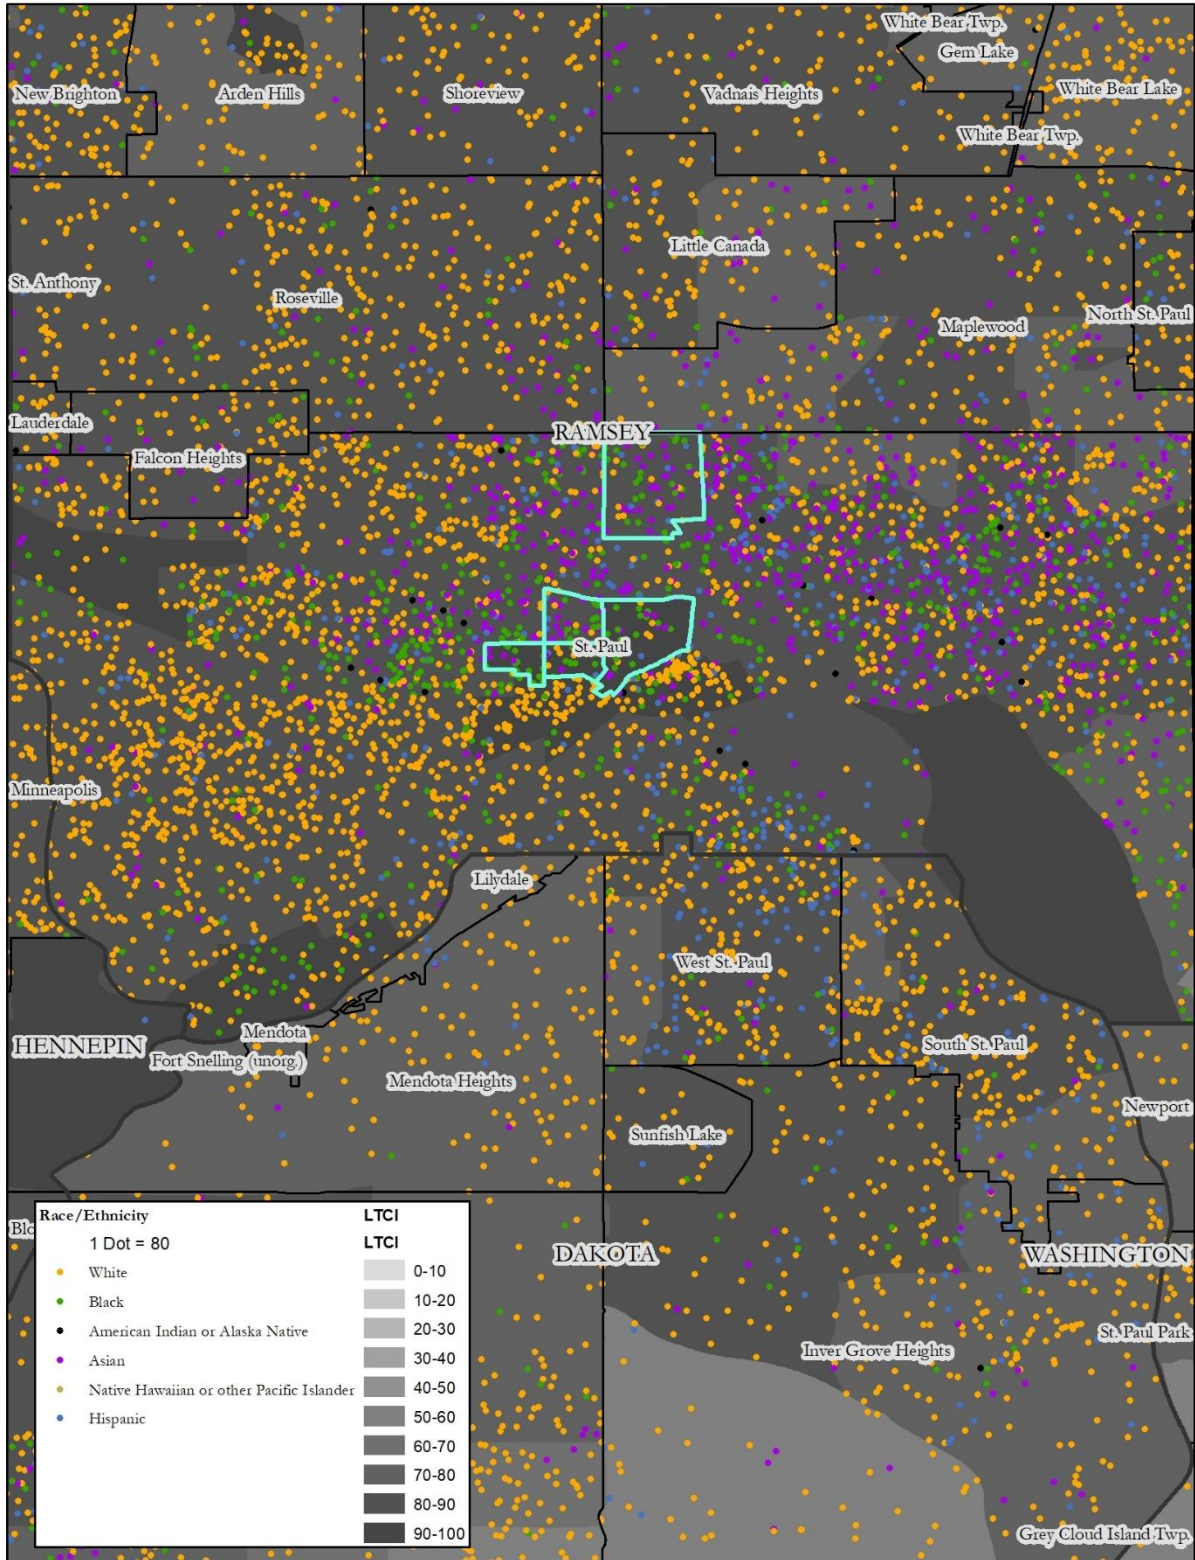 White Bear Twp.
Gem Lake
New Brighton
Arden Hills
Shoreview
Vadnais Heights
White Bear Lake
White Bear Twp.
Little Canada
St. Anthony
Roseville
North St. Paul
Maplewood
Lauderdale
RAMSEY
Falcon Heights
St. Paul
Minneapolis
Lilydale
West St. Paul
Mendota
HENNEPIN
Fort Snelling (unorg.)
South St. Paul
Mendota Heights
Newport
Sunfish Lake
Blo
DAKOTA
WASHINGTON
St. Paul Park
Inver Grove Heights
Grey Cloud Island Twp.
Race/Ethnicity
1 Dot = 80
White
Black
American Indian or Alaska Native
Asian
Native Hawaiian or other Pacific Islander
Hispanic
LTCI
LTCI
0-10
10-20
20-30
30-40
40-50
50-60
60-70
70-80
80-90
90-100